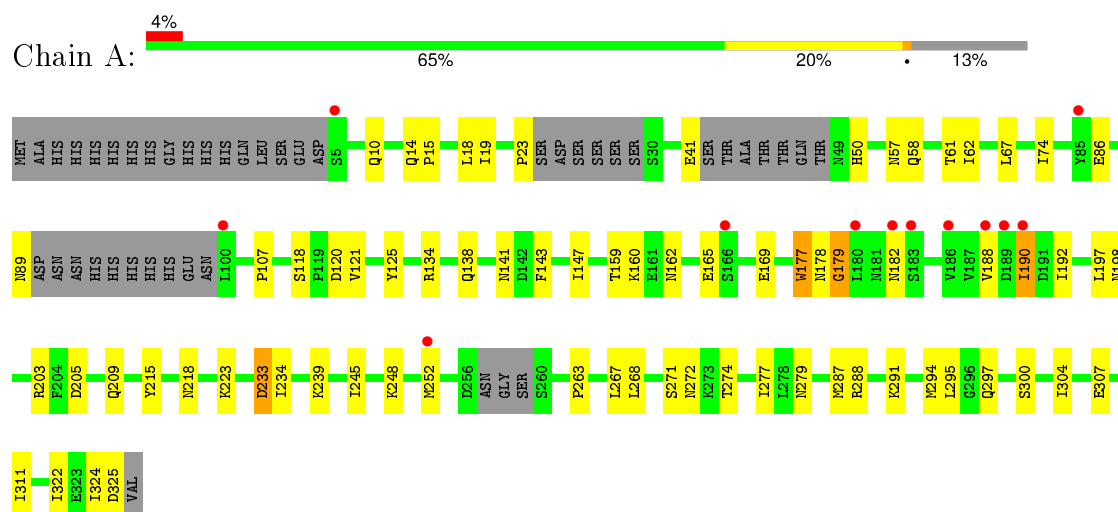 4%
Chain A:
65% 20% • 13%
MET ALA HIS HIS HIS HIS HIS HIS GLY HIS HIS HIS GLN LEU SER GLU ASP S5 Q10 Q14 P15 L18 I19 P23 SER ASP SER SER SER SER S30 E41 SER THR ALA THR THR GLN THR N49 H50 N57 Q58 T61 I62 L67 I74 Y85 E86
N89 ASP ASN ASN HIS HIS HIS HIS HIS HIS GLU ASN L100 P107 S118 P119 D120 V121 Y125 R134 Q138 N141 D142 F143 I147 T159 K160 E161 N162 E165 S166 E169 W177 N178 G179 L180 N181 N182 S183 V186 V187 V188 D189 I190 D191 I192 L197 N198
R203 F204 D205 Q209 Y215 N218 K223 D233 I234 K239 I245 K248 M252 D256 ASN GLY SER S260 P263 L267 L268 S271 N272 K273 T274 I277 L278 N279 M287 R288 K291 M294 L295 G296 Q297 S300 I304 E307
I311 I322 E323 I324 D325 VAL